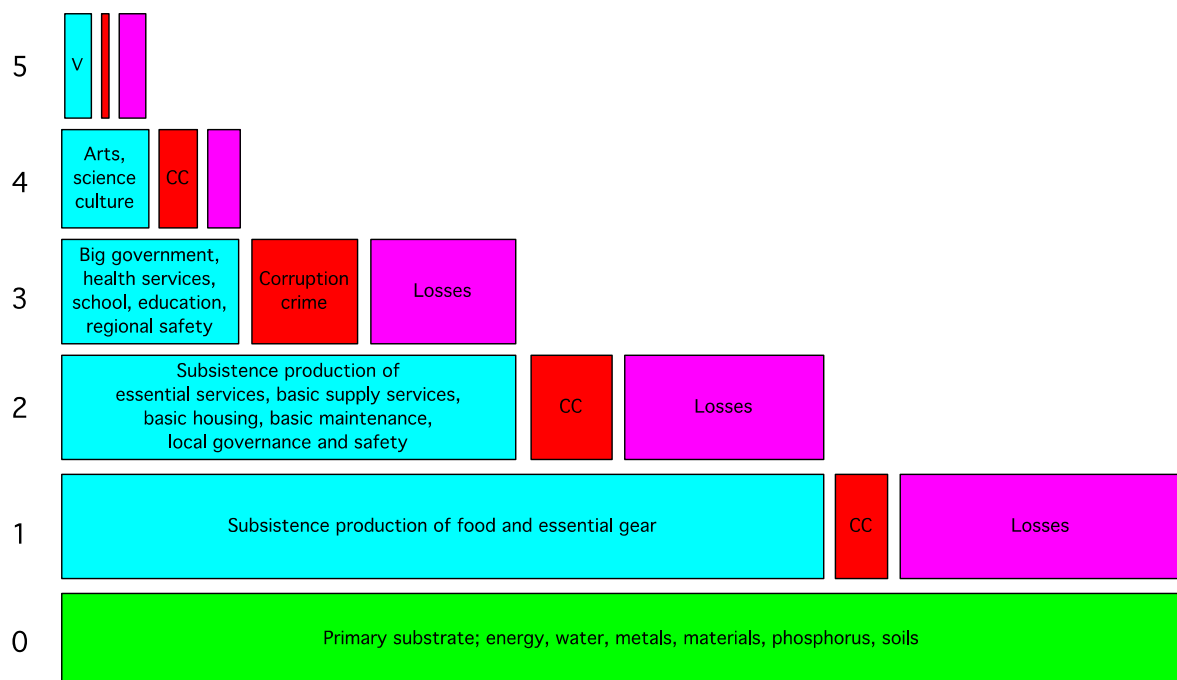 5
V
4
Arts,
science
culture
CC
3
Big government,
health services,
school, education,
regional safety
Corruption
crime
Losses
2
Subsistence production of
essential services, basic supply services,
basic housing, basic maintenance,
local governance and safety
CC
Losses
1
Subsistence production of food and essential gear
CC
Losses
0
Primary substrate; energy, water, metals, materials, phosphorus, soils